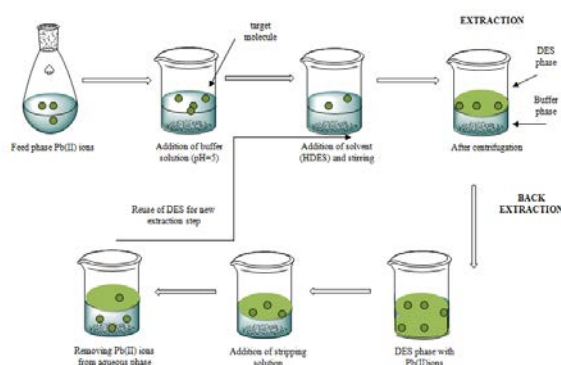 EXTRACTION
target
molecule
DES
phase
Buffer
phase
Feed phase Pb(II) ions
Addition of buffer
solution (pH=5)
Addition of solvent
(HDES) and stirring
After centrifugation
BACK
EXTRACTION
Reuse of DES for new
extraction step
Removing Pb(II) ions
from aqueous phase
Addition of stripping
solution
DES phase with
Pb(II)ions